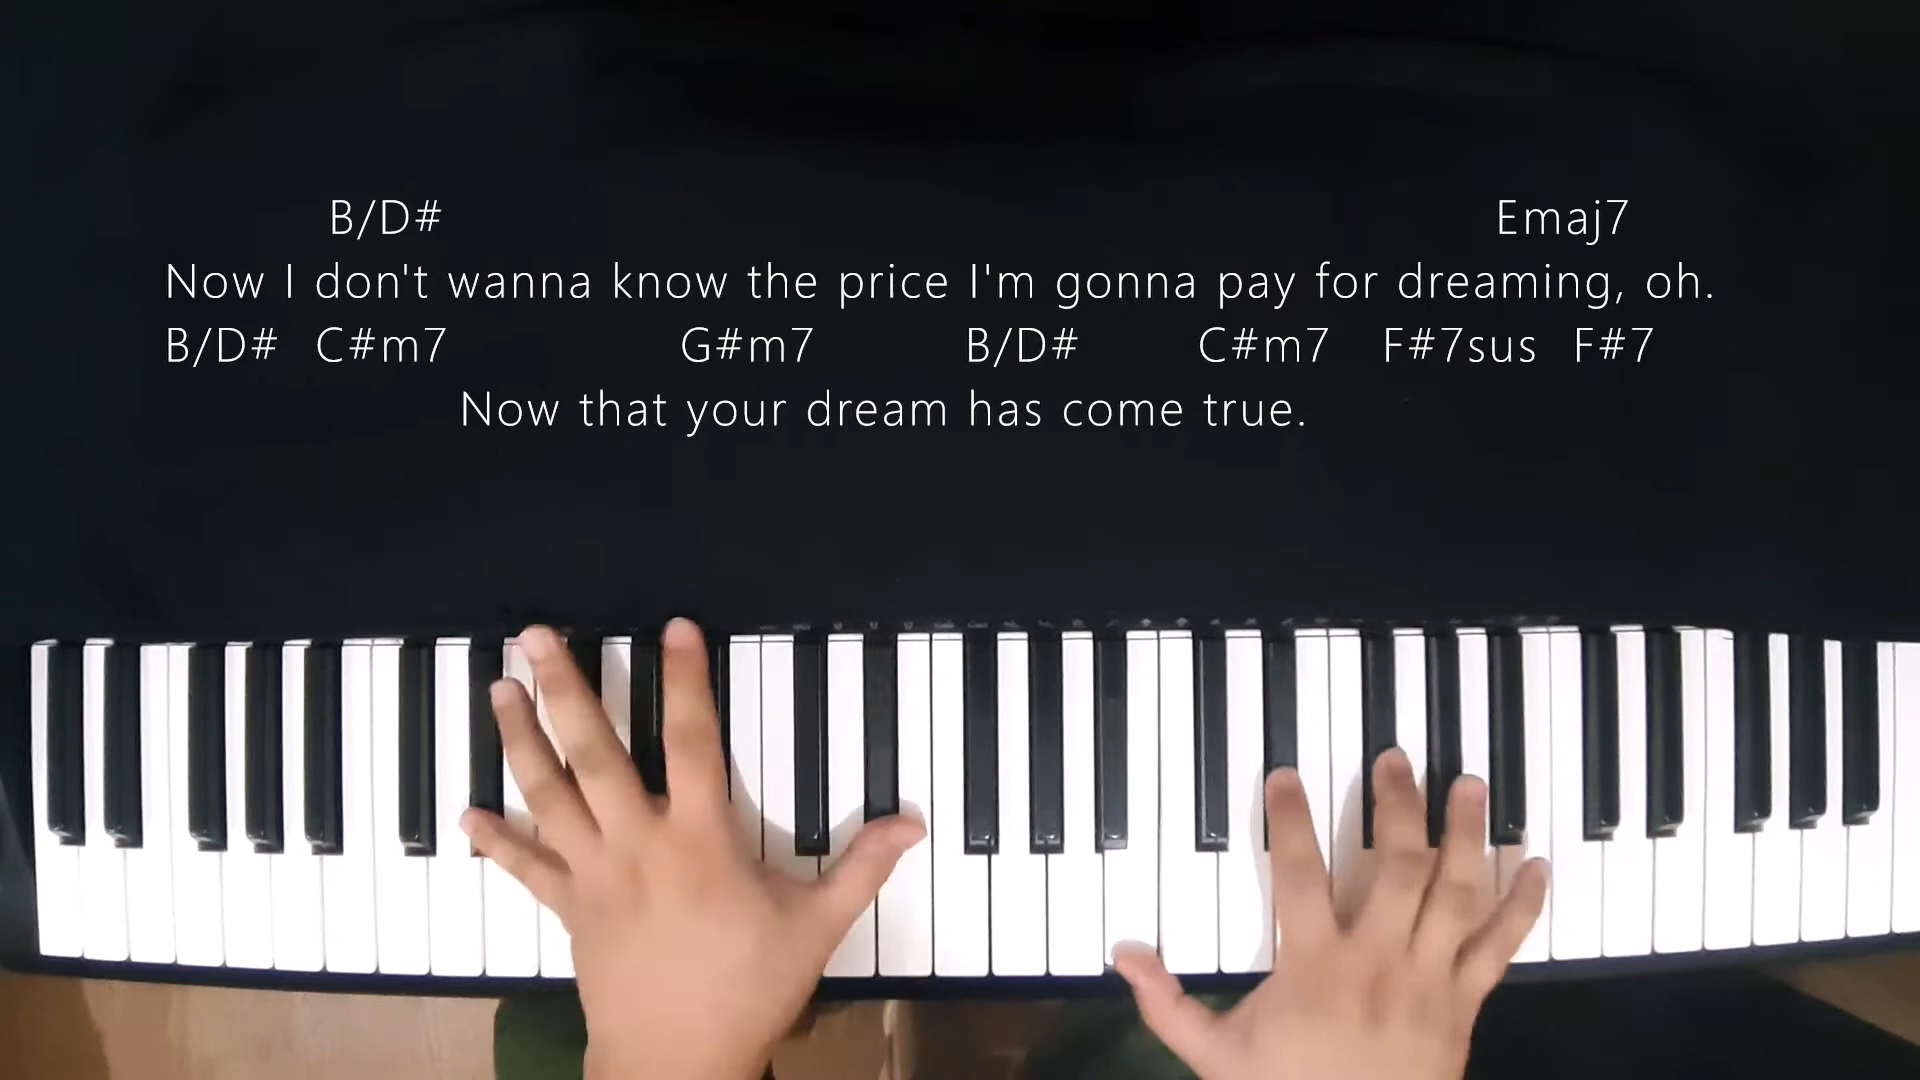 B/D# Emaj7
Now I don't wanna know the price I'm gonna pay for dreaming, oh.
B/D# C#m7 G#m7 B/D# C#m7 F#7sus F#7
Now that your dream has come true.